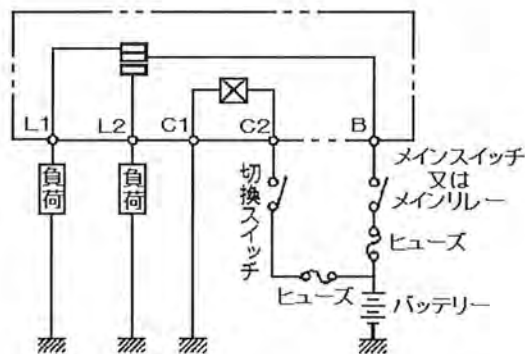 L1
L2
C1
C2
B
負荷
負荷
切換スイッチ
メインスイッチ
又は
メインリレー
ヒューズ
ヒューズ
バッテリー